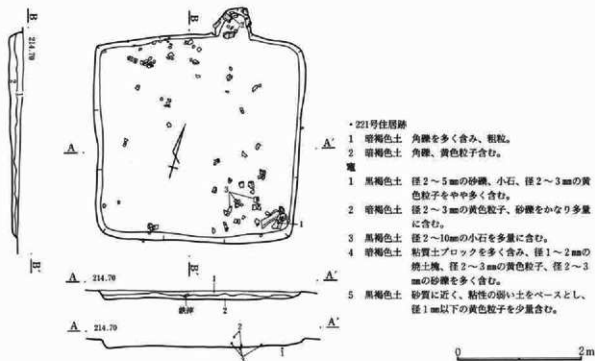 B
214.70
B
2
3
・221号住居跡
1 暗褐色土 角礫を多く含み、粗粒。
2 暗褐色土 角礫、黄色粒子含む。
竈
1 黒褐色土 径2～5㎜の砂礫、小石、径2～3㎜の黄
色粒子をやや多く含む。
2 暗褐色土 径2～3㎜の黄色粒子、砂礫をかなり多量
に含む。
3 黒褐色土 径2～10㎜の小石を多量に含む。
4 暗褐色土 粘質土ブロックを多く含み、径1～2㎜の
焼土塊、径2～3㎜の黄色粒子、径2～3
㎜の砂礫を多く含む。
5 黒褐色土 砂質に近く、粘性の弱い土をベースとし、
径1㎜以下の黄色粒子を少量含む。
A
A′
3
1
B′
B′
A 214.70
1
A′
鉄滓
2
A 214.70
2
A′
1
0 2m